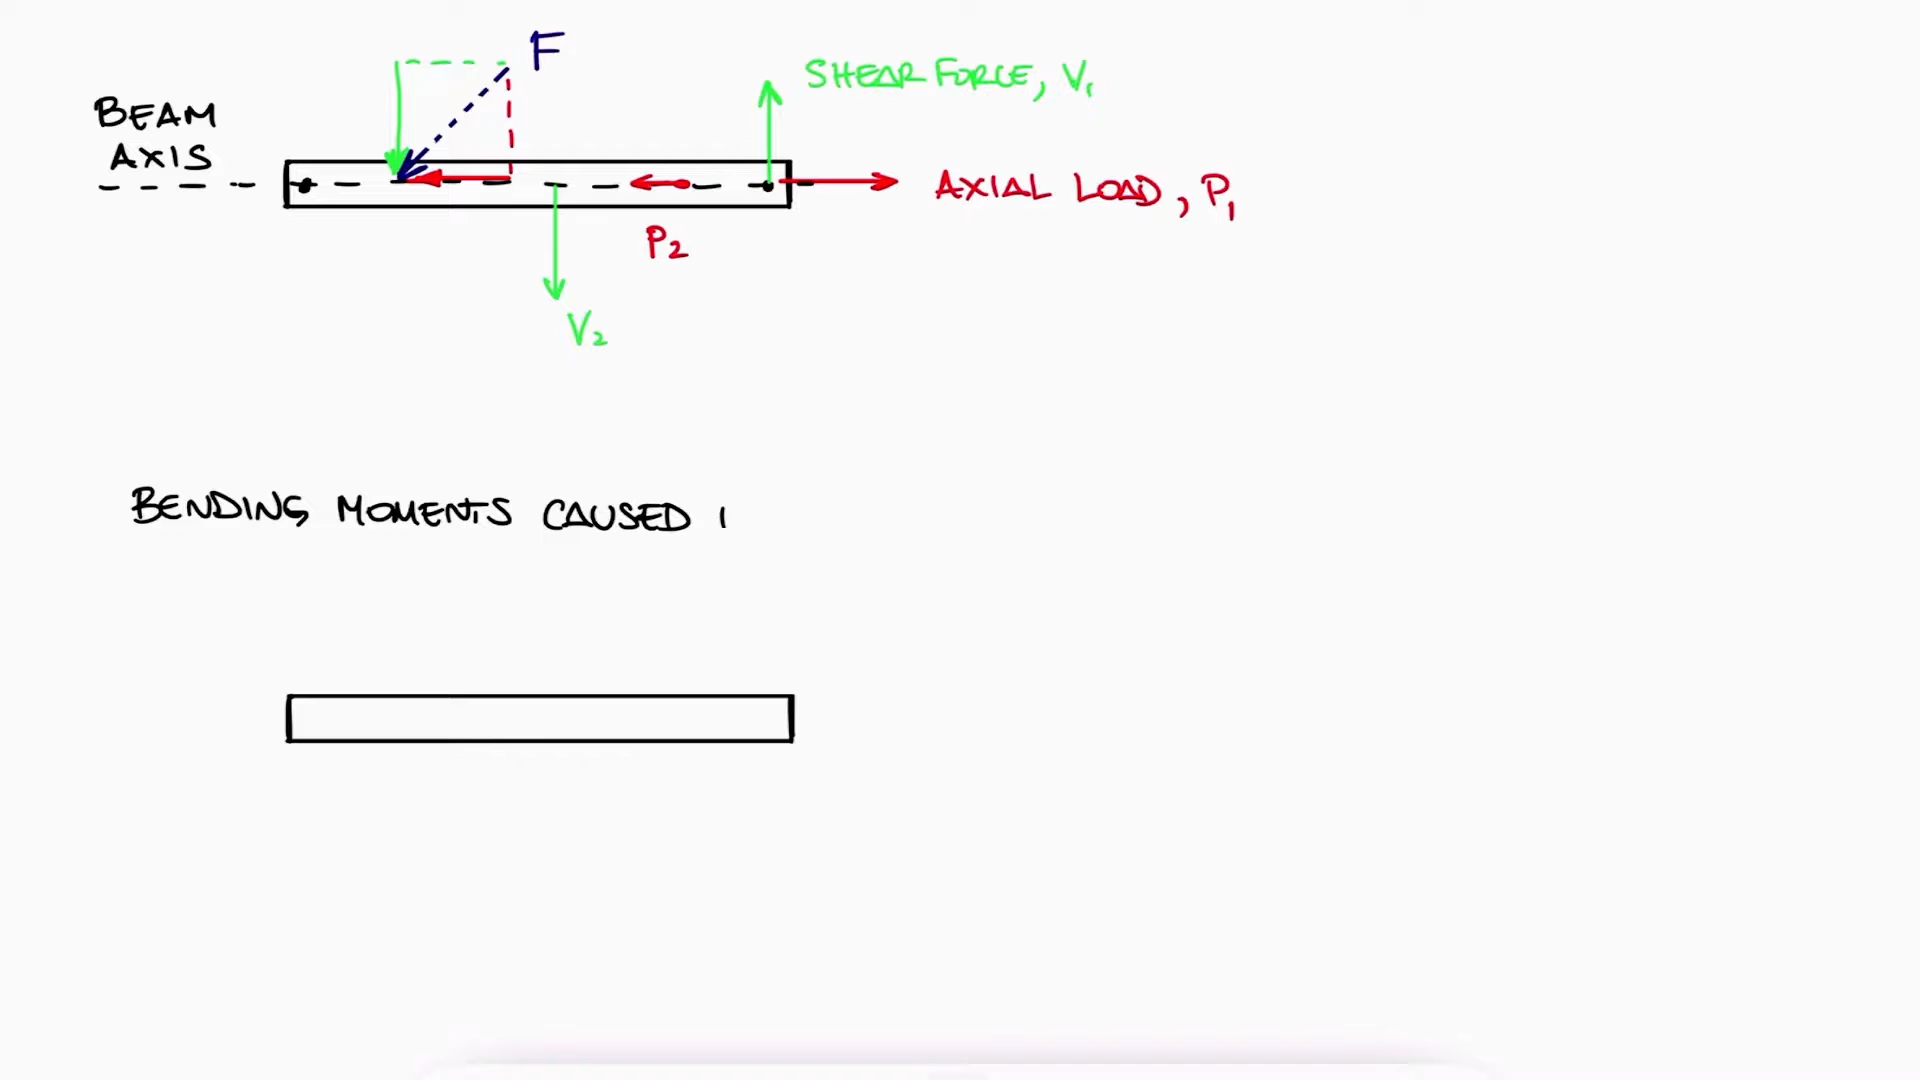 F
SHEAR FORCE, V₁
BEAM
AXIS
AXIAL LOAD, P₁
P₂
V₂
BENDING MOMENTS CAUSED